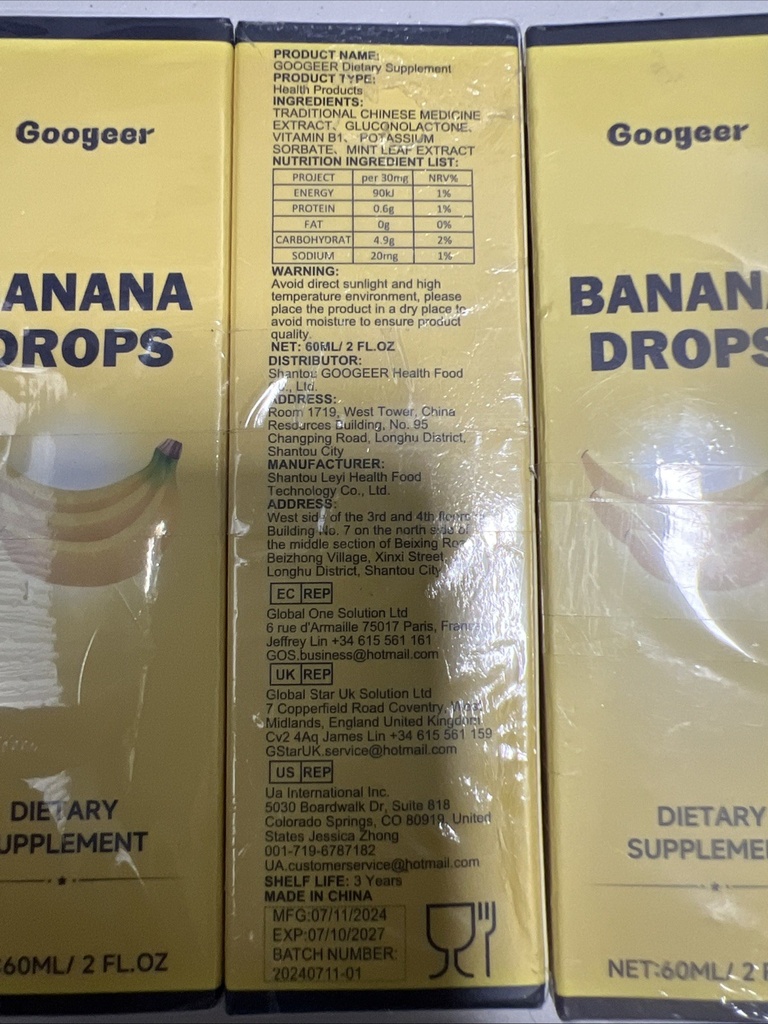 Googeer
ANANA
DROPS
DIETARY
UPPLEMENT
60ML/ 2 FL.OZ
PRODUCT NAME:
GOOGEER Dietary Supplement
PRODUCT TYPE:
Health Products
INGREDIENTS:
TRADITIONAL CHINESE MEDICINE
EXTRACT、GLUCONOLACTONE、
VITAMIN B1、 POTASSIUM
SORBATE、MINT LEAF EXTRACT
NUTRITION INGREDIENT LIST:
PROJECT per 30mg NRV%
ENERGY 90kJ 1%
PROTEIN 0.6g 1%
FAT 0g 0%
CARBOHYDRAT 4.9g 2%
SODIUM 20mg 1%
WARNING:
Avoid direct sunlight and high
temperature environment, please
place the product in a dry place to
avoid moisture to ensure product
quality.
NET: 60ML/ 2 FL.OZ
DISTRIBUTOR:
Shantou GOOGEER Health Food
Co., Ltd.
ADDRESS:
Room 1719, West Tower, China
Resources Building, No. 95
Changping Road, Longhu District,
Shantou City
MANUFACTURER:
Shantou Leyi Health Food
Technology Co., Ltd.
ADDRESS:
West side of the 3rd and 4th floors
Building No. 7 on the north side of
the middle section of Beixing Road
Beizhong Village, Xinxi Street,
Longhu District, Shantou City
EC REP
Global One Solution Ltd
6 rue d'Armaille 75017 Paris, France
Jeffrey Lin +34 615 561 161
GOS.business@hotmail.com
UK REP
Global Star Uk Solution Ltd
7 Copperfield Road Coventry, West
Midlands, England United Kingdom
Cv2 4Aq James Lin +34 615 561 159
GStarUK.service@hotmail.com
US REP
Ua International Inc.
5030 Boardwalk Dr, Suite 818
Colorado Springs, CO 80919, United
States Jessica Zhong
001-719-6787182
UA.customerservice@hotmail.com
SHELF LIFE: 3 Years
MADE IN CHINA
MFG:07/11/2024
EXP:07/10/2027
BATCH NUMBER:
20240711-01
Googeer
BANANA
DROPS
DIETARY
SUPPLEME
NET:60ML/ 2 F